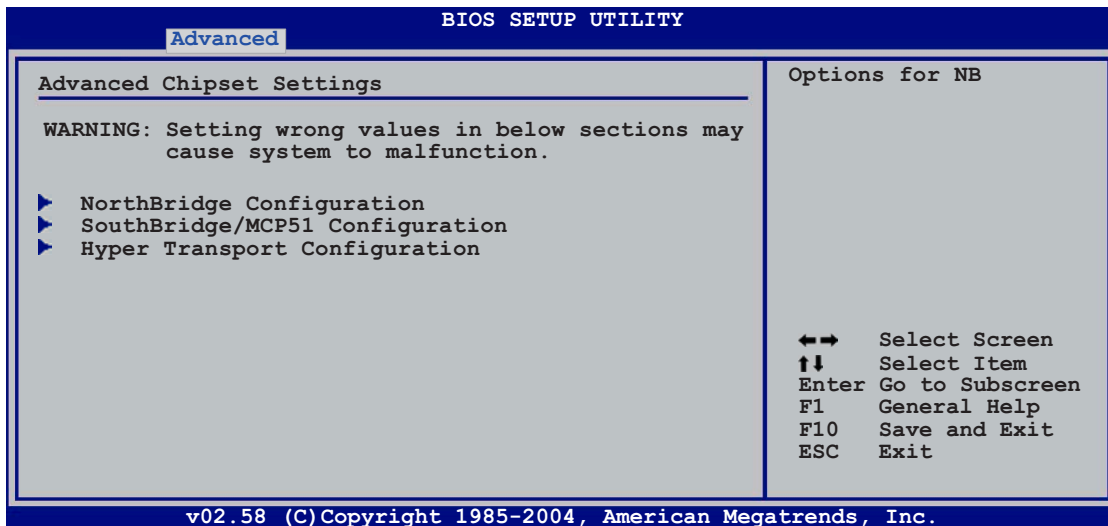 BIOS SETUP UTILITY
Advanced
Advanced Chipset Settings
WARNING: Setting wrong values in below sections may
cause system to malfunction.
NorthBridge Configuration
SouthBridge/MCP51 Configuration
Hyper Transport Configuration
Options for NB
Select Screen
Select Item
Enter Go to Subscreen
F1 General Help
F10 Save and Exit
ESC Exit
v02.58 (C)Copyright 1985-2004, American Megatrends, Inc.